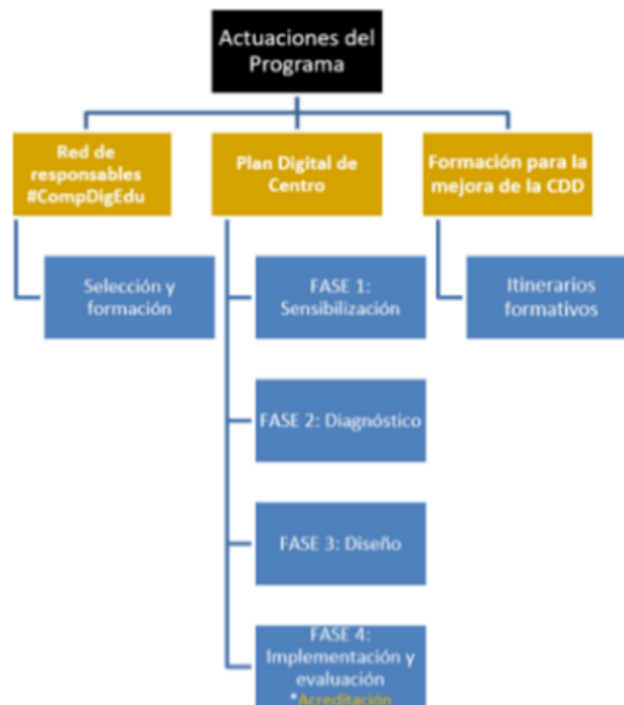 Actuaciones del
Programa
Red de
responsables
#CompDigEdu
Plan Digital de
Centro
Formación para la
mejora de la CDD
Selección y
formación
FASE 1:
Sensibilización
Itinerarios
formativos
FASE 2: Diagnóstico
FASE 3: Diseño
FASE 4:
Implementación y
evaluación
*Acreditación